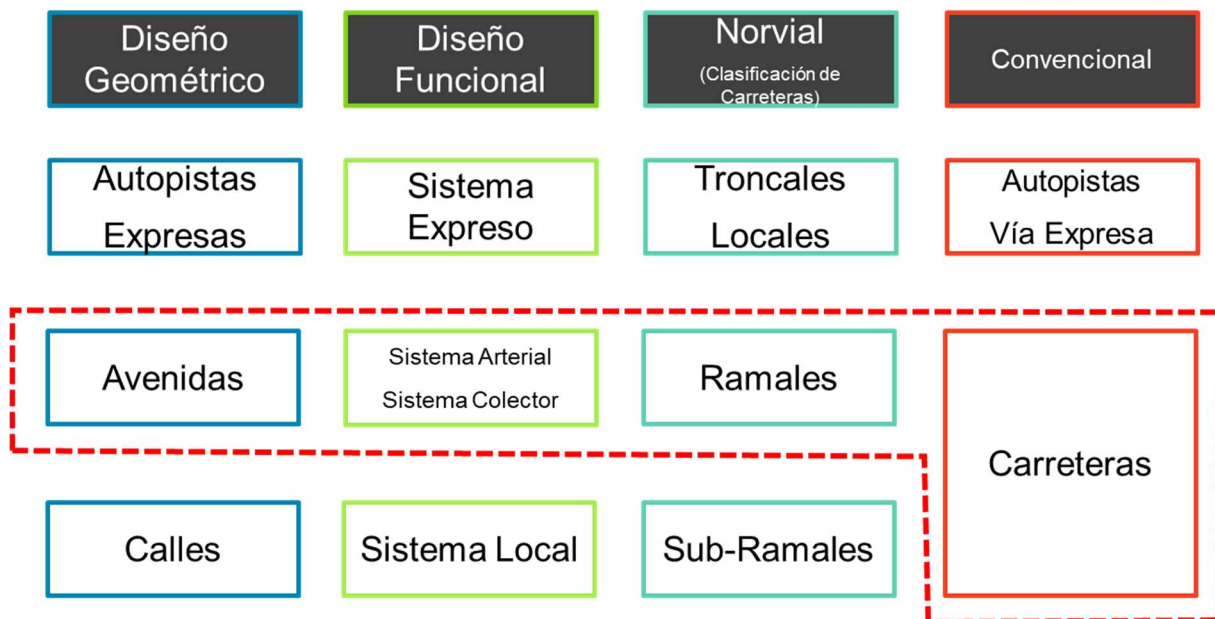 Diseño
Geométrico
Diseño
Funcional
Norvial
(Clasificación de
Carreteras)
Convencional
Autopistas
Expresas
Sistema
Expreso
Troncales
Locales
Autopistas
Vía Expresa
Avenidas
Sistema Arterial
Sistema Colector
Ramales
Carreteras
Calles
Sistema Local
Sub-Ramales